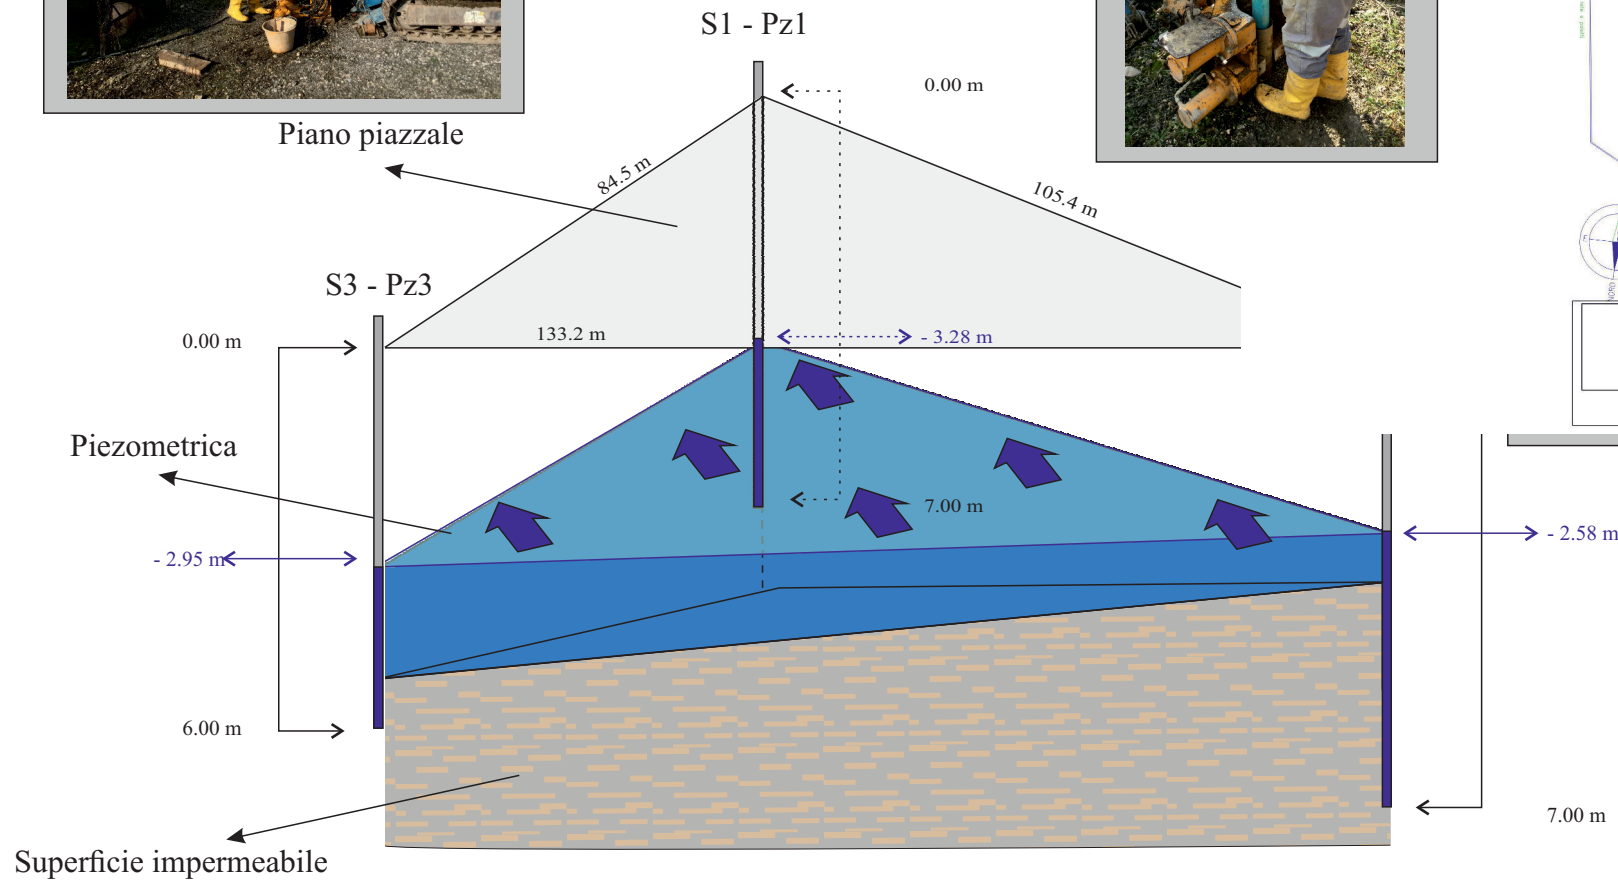 S1 - Pz1
0.00 m
Piano piazzale
84.5 m
105.4 m
S3 - Pz3
0.00 m
133.2 m
- 3.28 m
Piezometrica
7.00 m
- 2.95 m
- 2.58 m
6.00 m
7.00 m
Superficie impermeabile
E